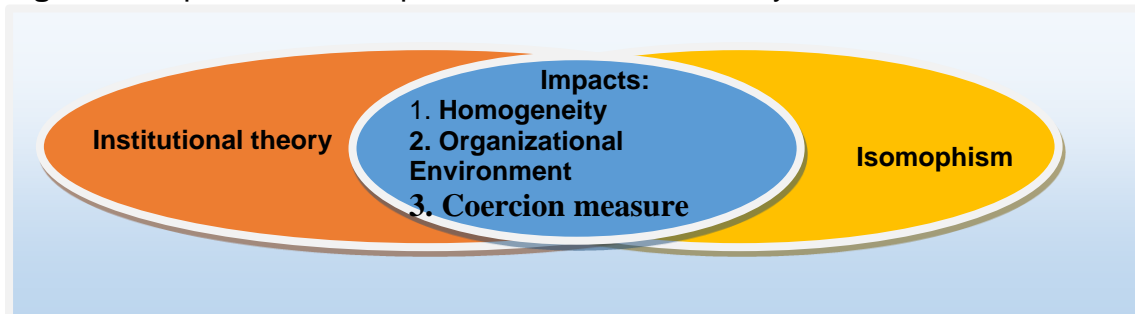 Impacts:
1. Homogeneity
Institutional theory
2. Organizational
Environment
Isomophism
3. Coercion measure